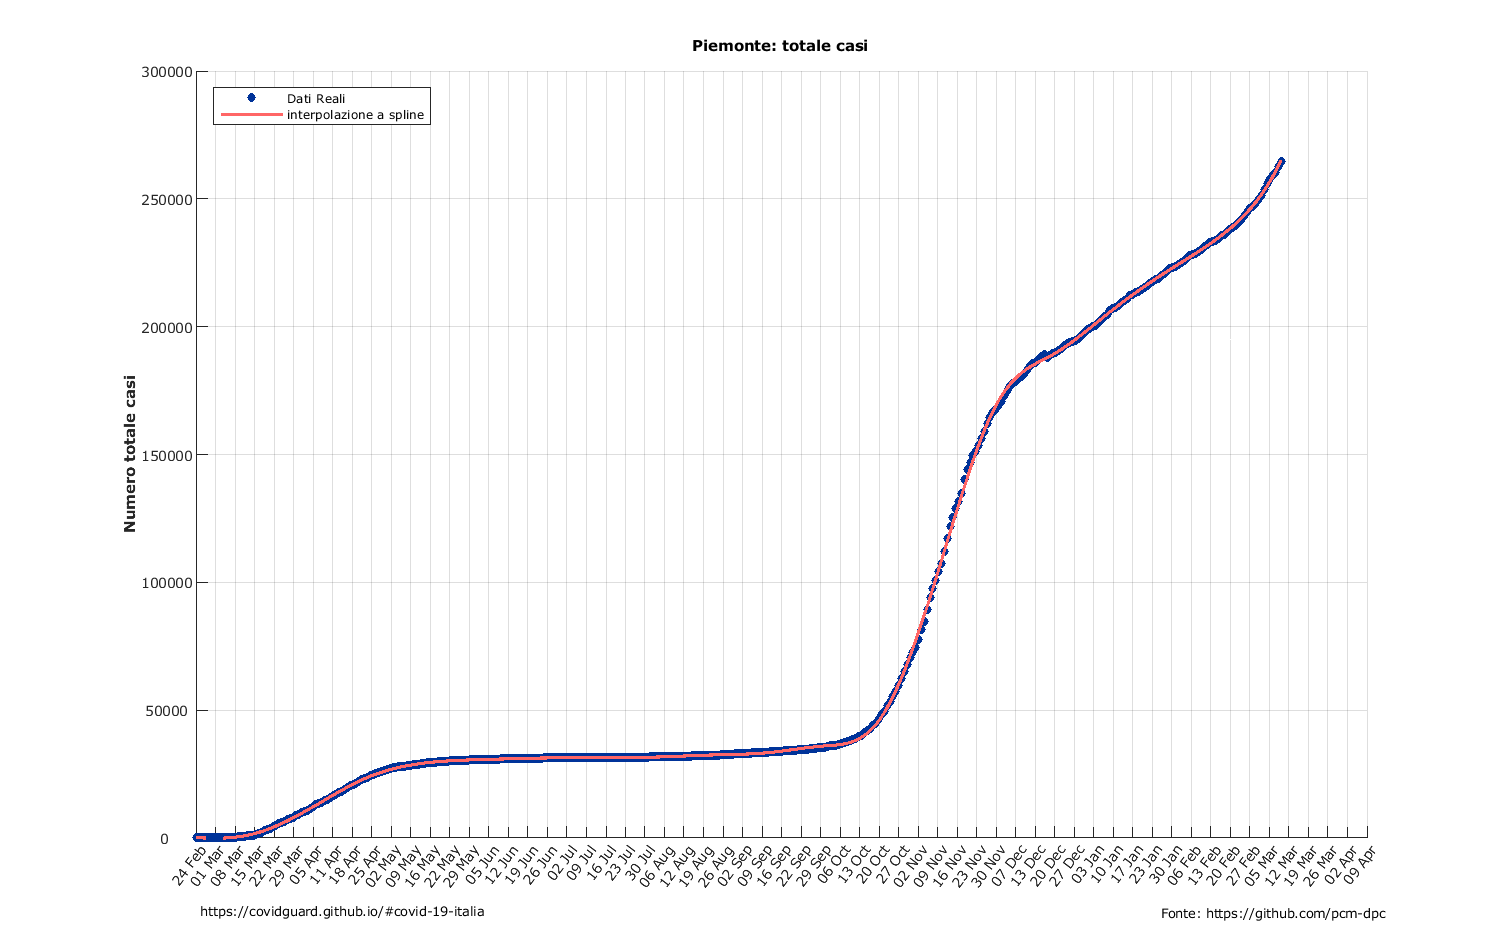 Piemonte: totale casi
300000
Dati Reali
interpolazione a spline
250000
200000
Numero totale casi
150000
100000
50000
0
24 Feb
01 Mar
08 Mar
15 Mar
22 Mar
29 Mar
05 Apr
11 Apr
18 Apr
25 Apr
02 May
09 May
16 May
22 May
29 May
05 Jun
12 Jun
19 Jun
26 Jun
02 Jul
09 Jul
16 Jul
23 Jul
30 Jul
06 Aug
12 Aug
19 Aug
26 Aug
02 Sep
09 Sep
16 Sep
22 Sep
29 Sep
06 Oct
13 Oct
20 Oct
27 Nov
02 Nov
09 Nov
16 Nov
23 Nov
30 Dec
07 Dec
13 Dec
20 Dec
27 Jan
03 Jan
10 Jan
17 Jan
23 Jan
30 Feb
06 Feb
13 Feb
20 Feb
27 Mar
05 Mar
12 Mar
19 Mar
26 Mar
02 Apr
09 Apr
https://covidguard.github.io/#covid-19-italia
Fonte: https://github.com/pcm-dpc